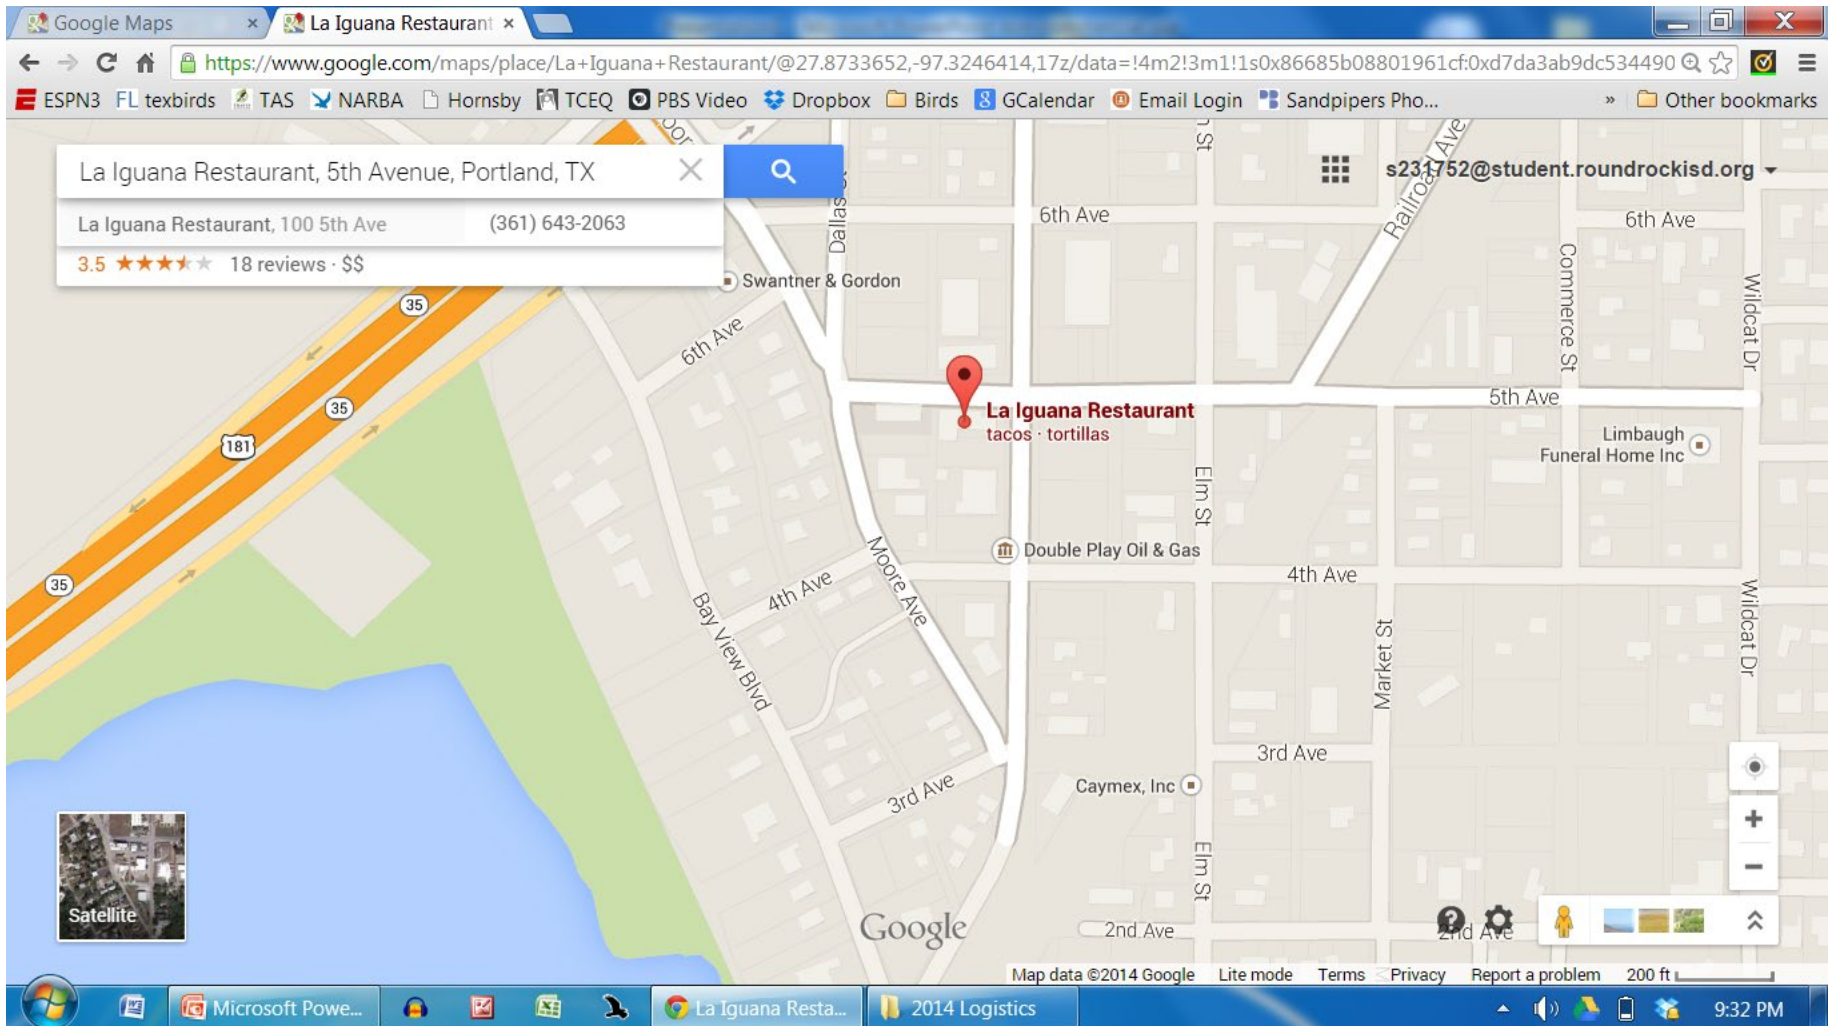 Google Maps ×
La Iguana Restaurant ×
https://www.google.com/maps/place/La+Iguana+Restaurant/@27.8733652,-97.3246414,17z/data=!4m2!3m1!1s0x86685b08801961cf:0xd7da3ab9dc534490
ESPN3 FL texbirds TAS NARBA Hornsby TCEQ PBS Video Dropbox Birds 8 GCalendar Email Login Sandpipers Pho... » Other bookmarks
La Iguana Restaurant, 5th Avenue, Portland, TX
s231752@student.roundrockisd.org
La Iguana Restaurant, 100 5th Ave (361) 643-2063
3.5 18 reviews · $$
Dallas St
6th Ave
Railroad Ave
6th Ave
Swantner & Gordon
35
6th Ave
Commerce St
Wildcat Dr
35
181
La Iguana Restaurant
tacos · tortillas
5th Ave
Limbaugh
Funeral Home Inc
Elm St
35
Double Play Oil & Gas
4th Ave
4th Ave
Moore Ave
Bay View Blvd
Market St
Wildcat Dr
3rd Ave
3rd Ave
Caymex, Inc
Elm St
Satellite
Google
2nd Ave
2nd Ave
Map data ©2014 Google Lite mode Terms Privacy Report a problem 200 ft
Microsoft Powe...
La Iguana Resta...
2014 Logistics
9:32 PM